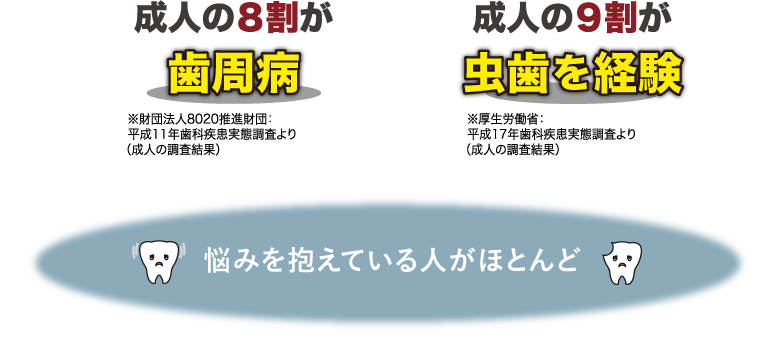 成人の8割が
歯周病
※財団法人8020推進財団：
平成11年歯科疾患実態調査より
（成人の調査結果）
成人の9割が
虫歯を経験
※厚生労働省：
平成17年歯科疾患実態調査より
（成人の調査結果）
悩みを抱えている人がほとんど